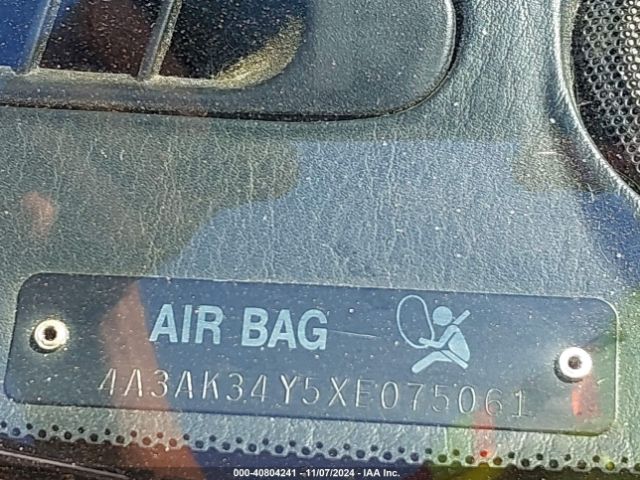 AIR BAG
4A3AK34Y5XE075061
000-40804241 - 11/07/2024 - IAA Inc.